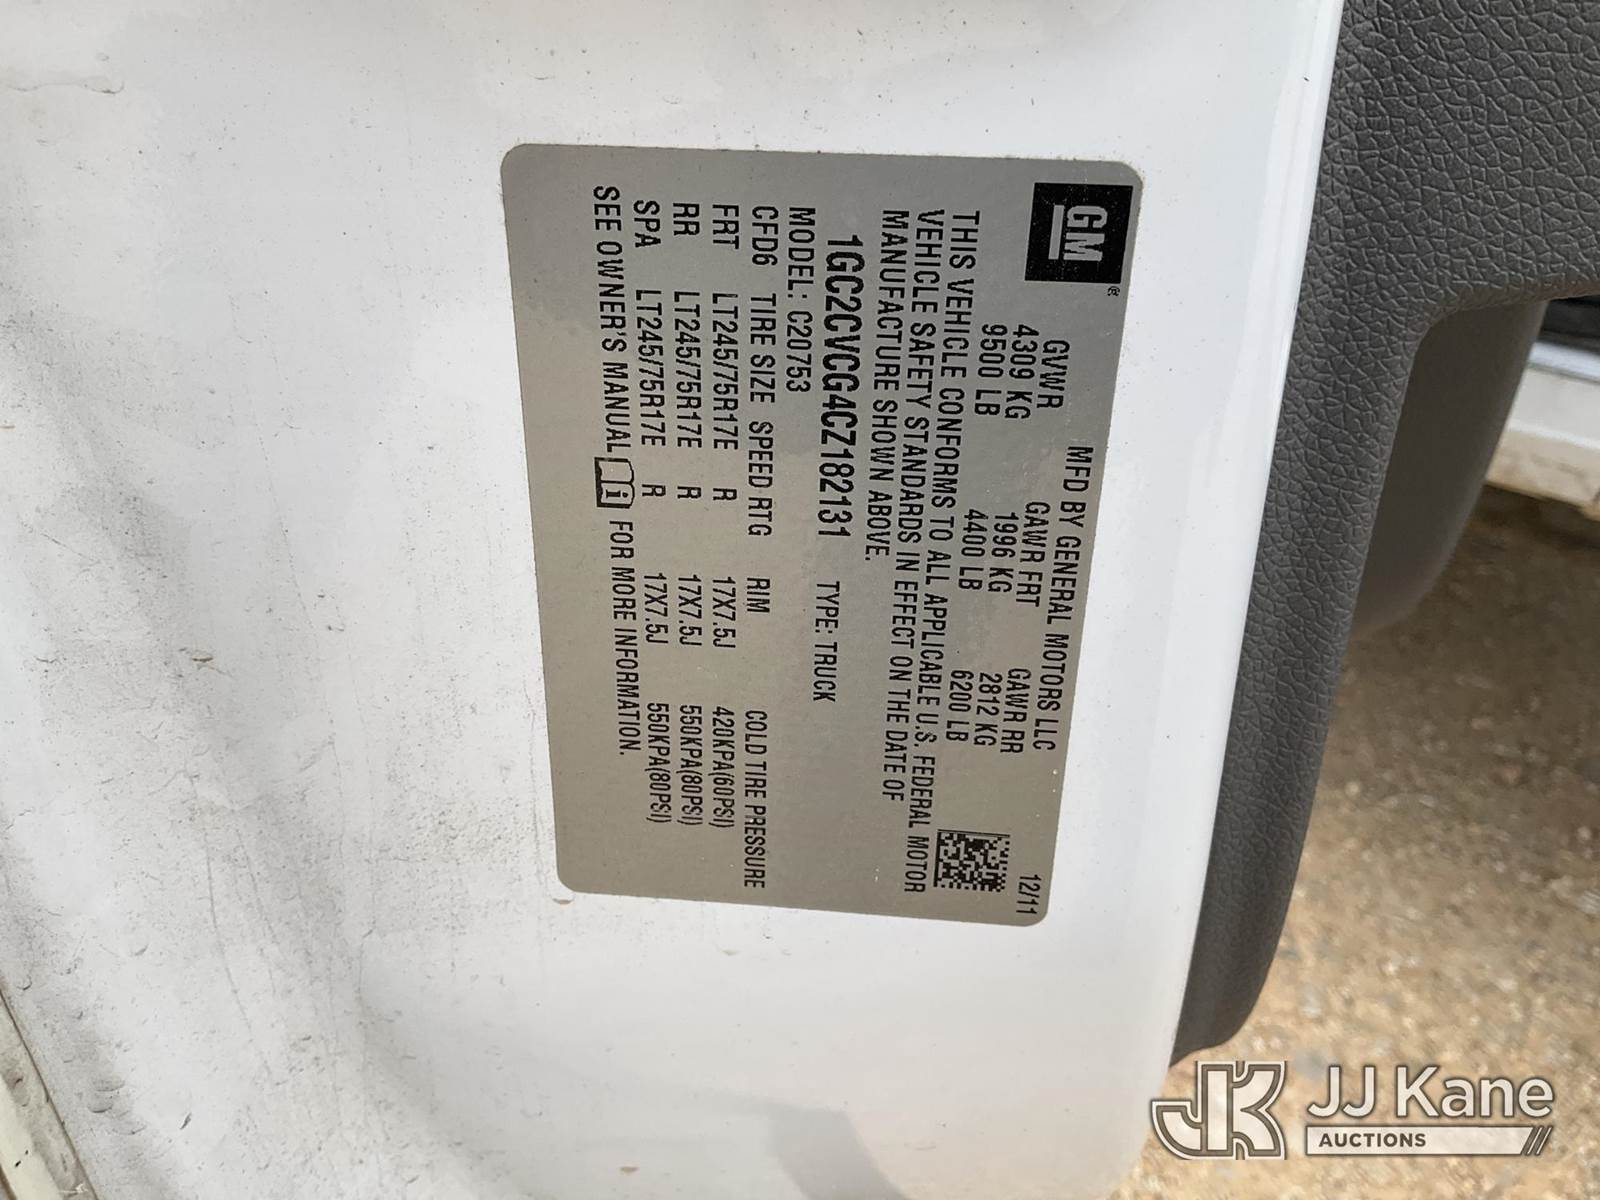 GM
®
MFD BY GENERAL MOTORS LLC
12/11
GVWR GAWR FRT GAWR RR
4309 KG 1996 KG 2812 KG
9500 LB 4400 LB 6200 LB
THIS VEHICLE CONFORMS TO ALL APPLICABLE U.S. FEDERAL MOTOR
VEHICLE SAFETY STANDARDS IN EFFECT ON THE DATE OF
MANUFACTURE SHOWN ABOVE.
1GC2CVCG4CZ182131 TYPE: TRUCK
MODEL: C20753
CFD6 TIRE SIZE SPEED RTG RIM COLD TIRE PRESSURE
FRT LT245/75R17E R 17X7.5J 420KPA(60PSI)
RR LT245/75R17E R 17X7.5J 550KPA(80PSI)
SPA LT245/75R17E R 17X7.5J 550KPA(80PSI)
SEE OWNER'S MANUAL i FOR MORE INFORMATION.
JK JJ Kane
AUCTIONS